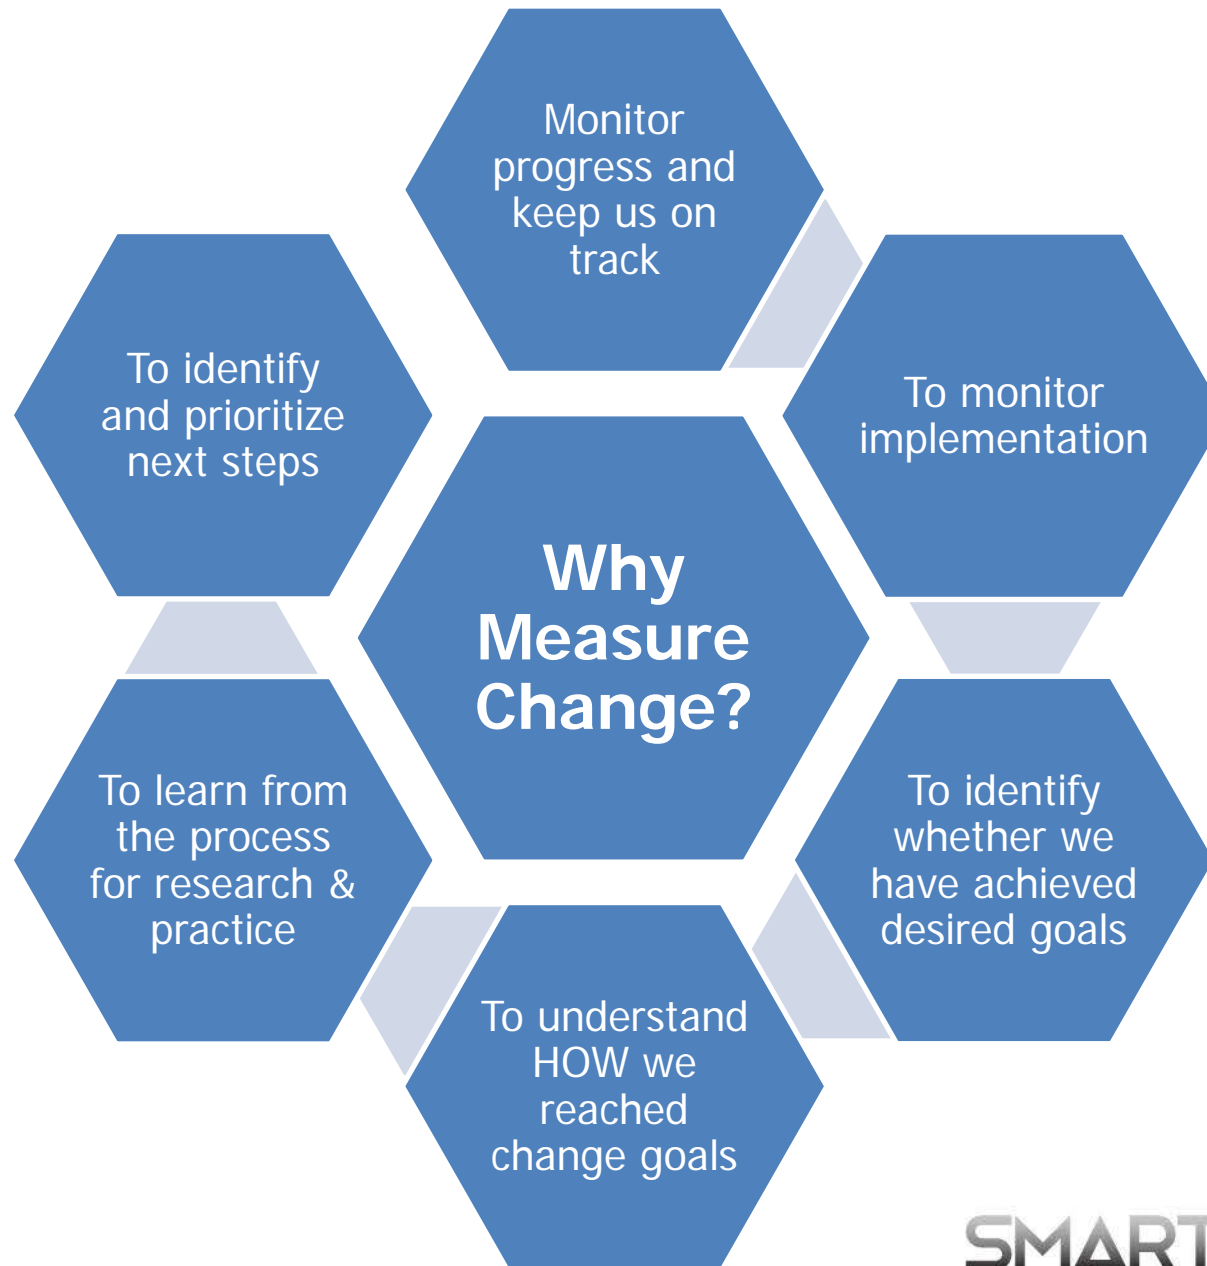 Monitor
progress and
keep us on
track
To monitor
implementation
To identify
whether we
have achieved
desired goals
To understand
HOW we
reached
change goals
To learn from
the process
for research &
practice
To identify
and prioritize
next steps
Why
Measure
Change?
SMART